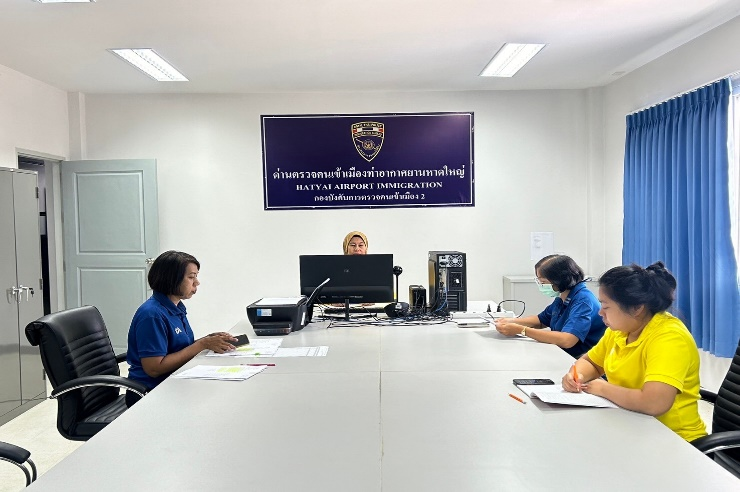 ด่านตรวจคนเข้าเมืองท่าอากาศยานหาดใหญ่
HATYAI AIRPORT IMMIGRATION
กองบังคับการตรวจคนเข้าเมือง 2